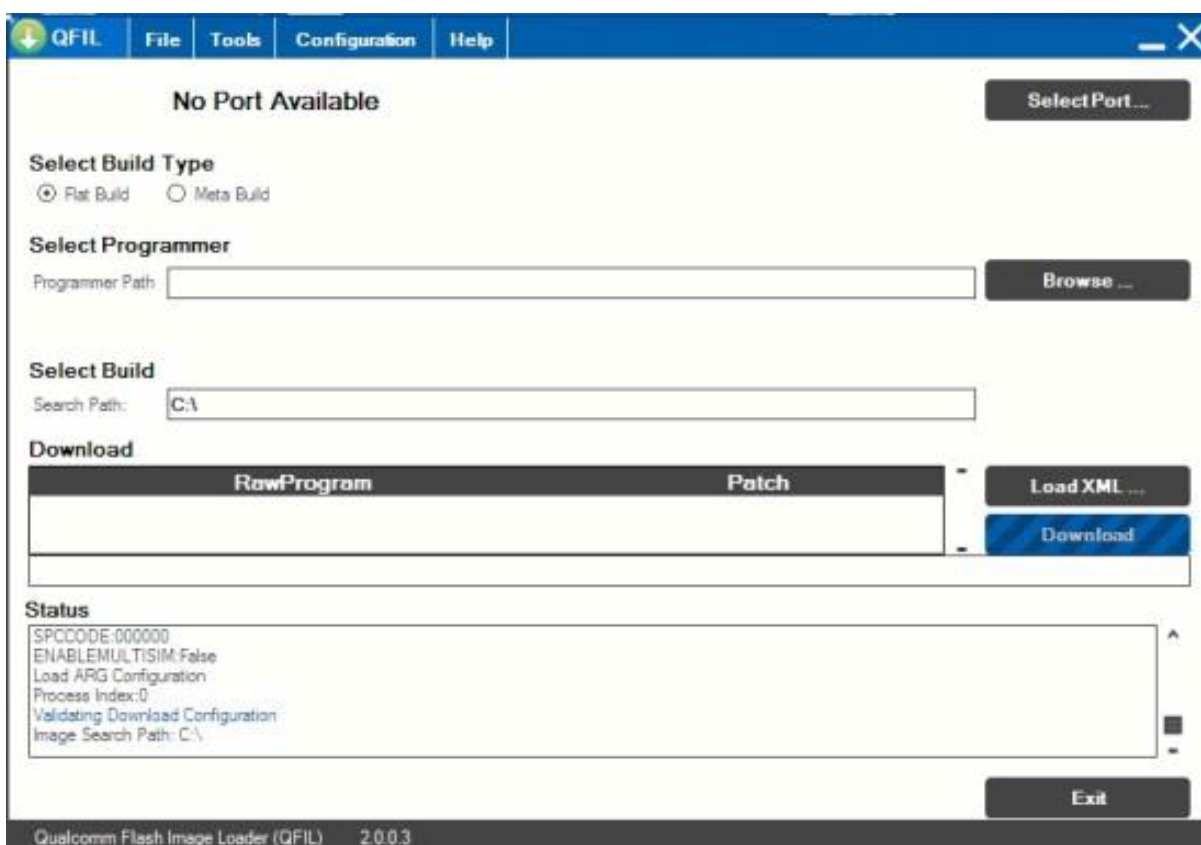 QFIL File Tools Configuration Help
No Port Available Select Port...
Select Build Type
Flat Build Meta Build
Select Programmer
Programmer Path Browse ...
Select Build
Search Path: C:\
Download
RawProgram Patch
Load XML ...
Download
Status
SPCCODE:000000
ENABLEMULTISIM:False
Load ARG Configuration
Process Index:0
Validating Download Configuration
Image Search Path: C:\
Exit
Qualcomm Flash Image Loader (QFIL) 2.0.0.3